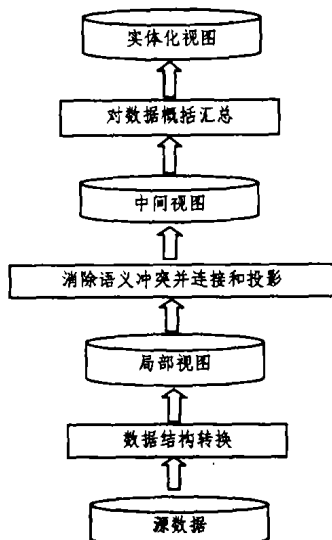 实体化视图
对数据概括汇总
中间视图
消除语义冲突并连接和投影
局部视图
数据结构转换
源数据